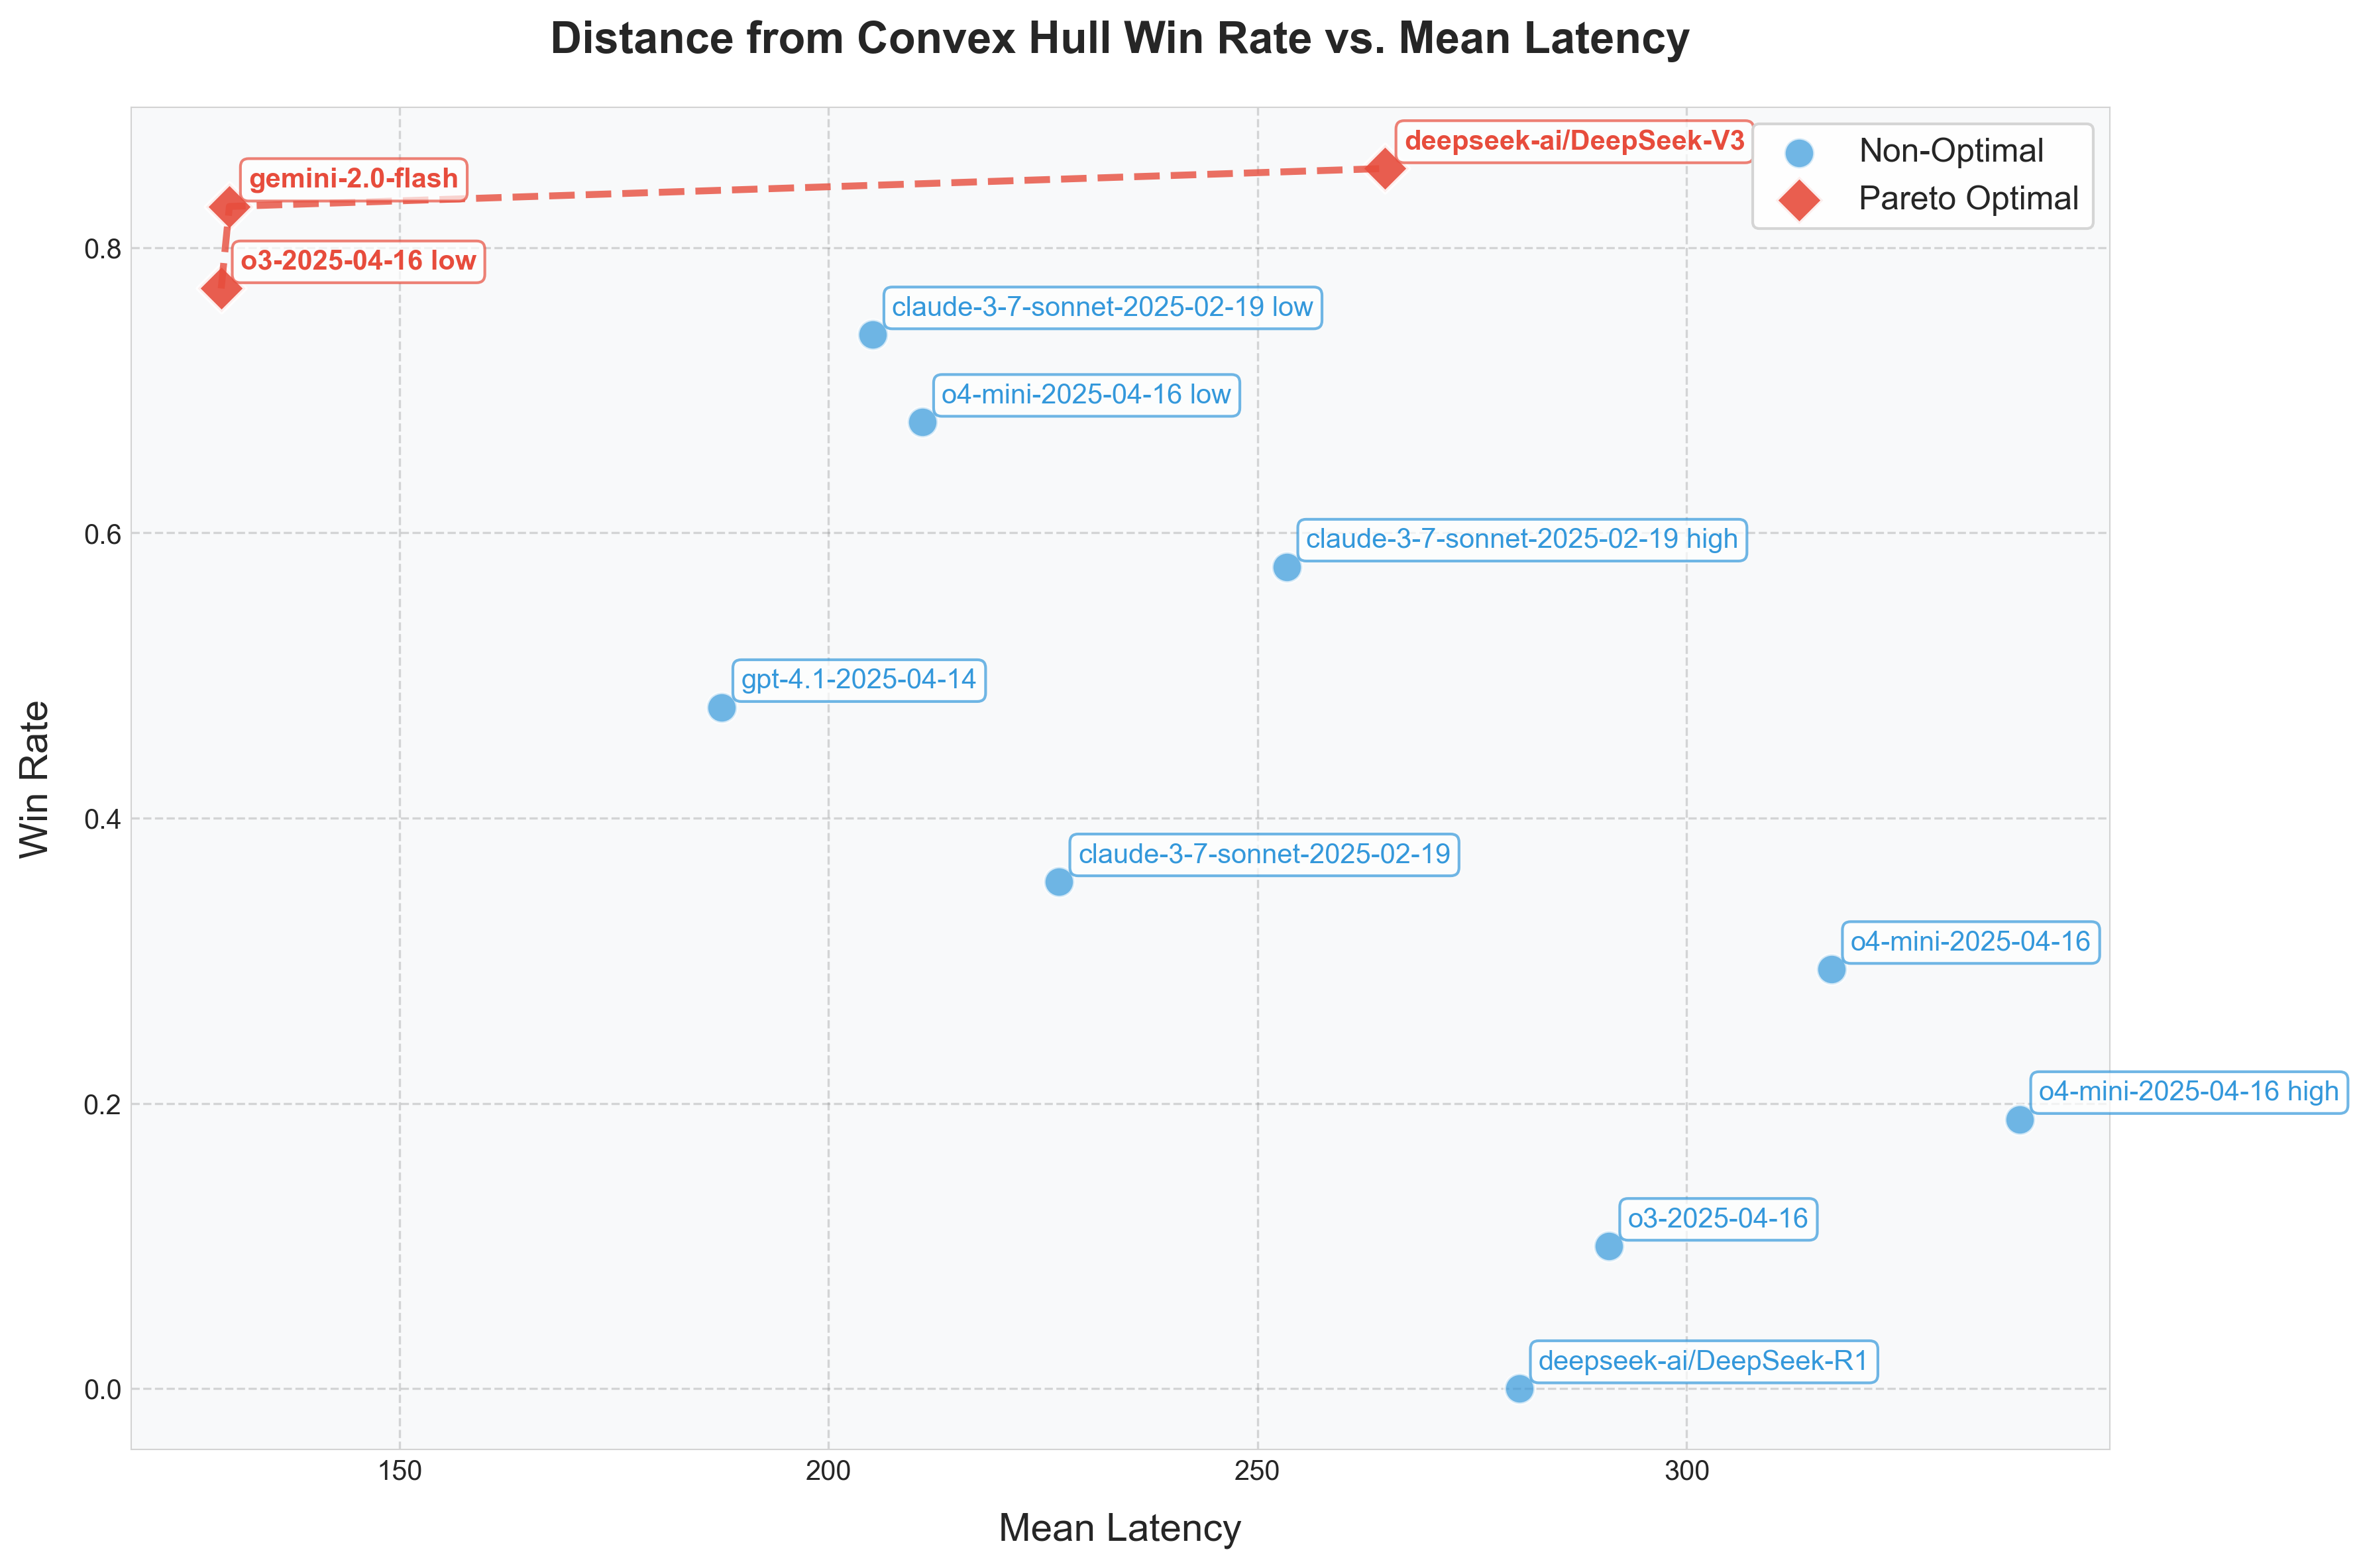 Distance from Convex Hull Win Rate vs. Mean Latency
deepseek-ai/DeepSeek-V3
Non-Optimal
Pareto Optimal
gemini-2.0-flash
o3-2025-04-16 low
claude-3-7-sonnet-2025-02-19 low
o4-mini-2025-04-16 low
claude-3-7-sonnet-2025-02-19 high
gpt-4.1-2025-04-14
claude-3-7-sonnet-2025-02-19
o4-mini-2025-04-16
o4-mini-2025-04-16 high
o3-2025-04-16
deepseek-ai/DeepSeek-R1
Win Rate
0.8
0.6
0.4
0.2
0.0
150
200
250
300
Mean Latency